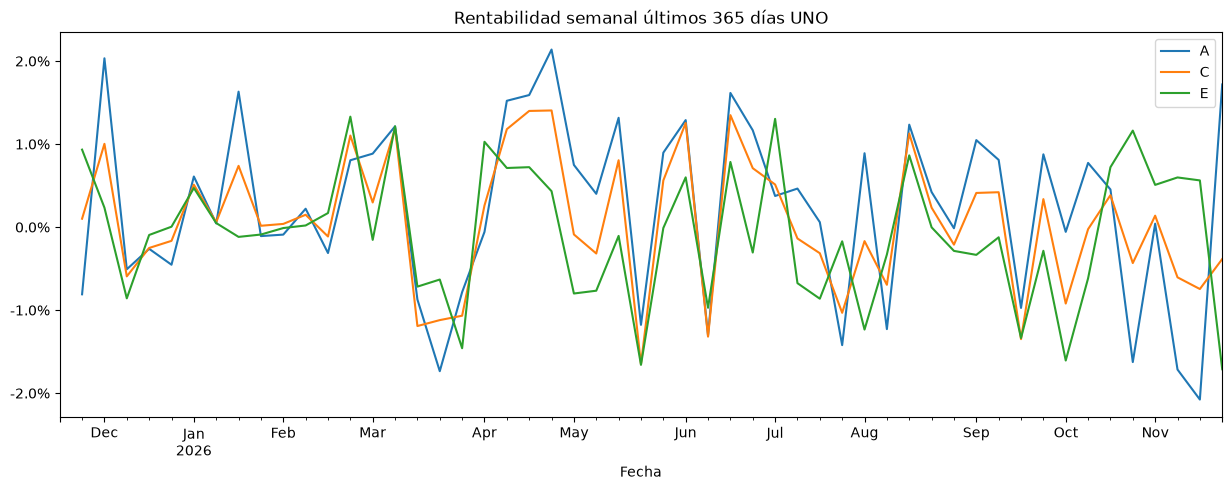 Rentabilidad semanal últimos 365 días UNO
A
C
E
2.0%
1.0%
0.0%
-1.0%
-2.0%
Dec Jan Feb Mar Apr May Jun Jul Aug Sep Oct Nov
2026
Fecha